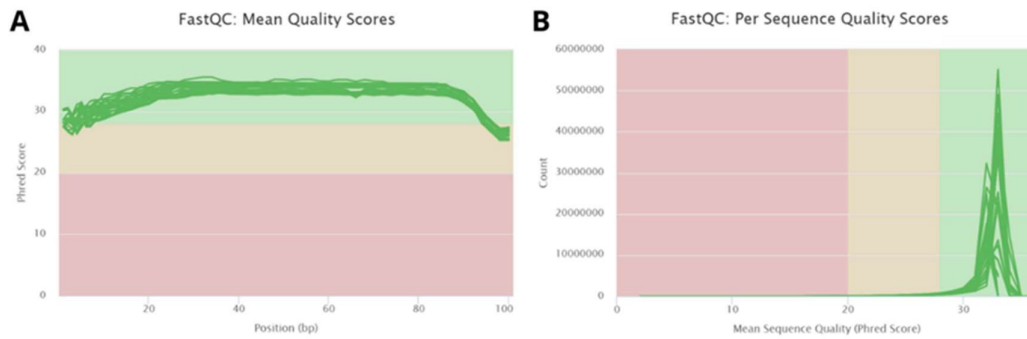 A
FastQC: Mean Quality Scores
40
30
20
10
0
Phred Score
20
40
60
80
100
Position (bp)
B
FastQC: Per Sequence Quality Scores
60000000
50000000
40000000
30000000
20000000
10000000
0
Count
0
10
20
30
Mean Sequence Quality (Phred Score)